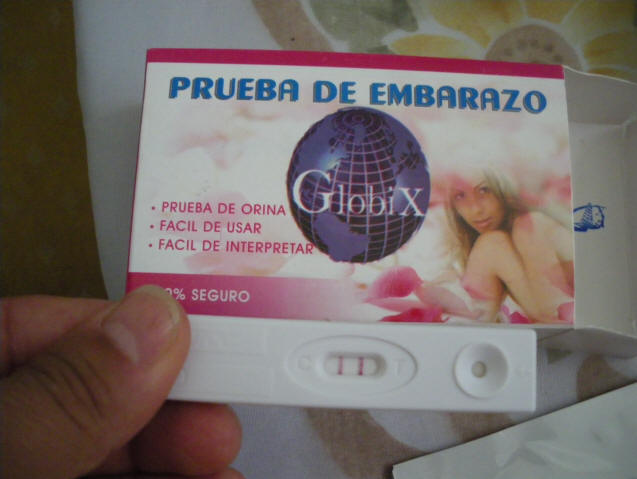 PRUEBA DE EMBARAZO
GlobiX
• PRUEBA DE ORINA
• FACIL DE USAR
• FACIL DE INTERPRETAR
% SEGURO
C T